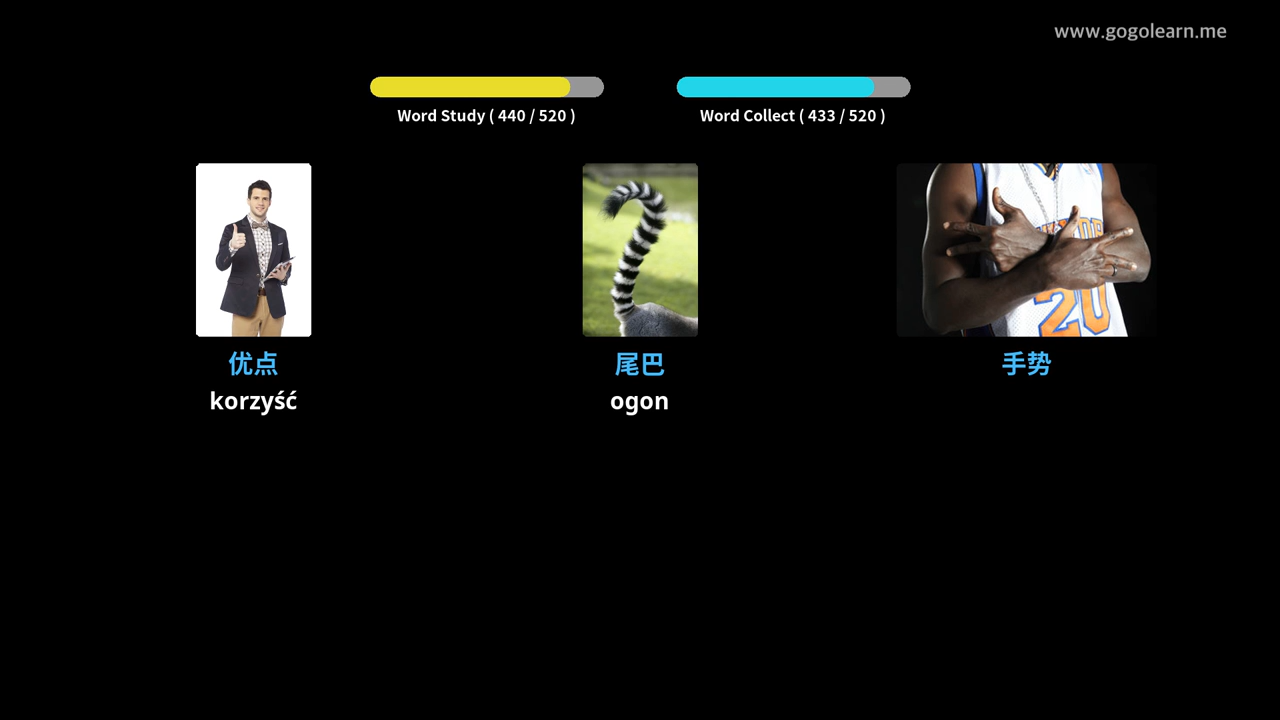 www.gogolearn.me
Word Study ( 440 / 520 )
Word Collect ( 433 / 520 )
20
优点
尾巴
手势
korzyść
ogon